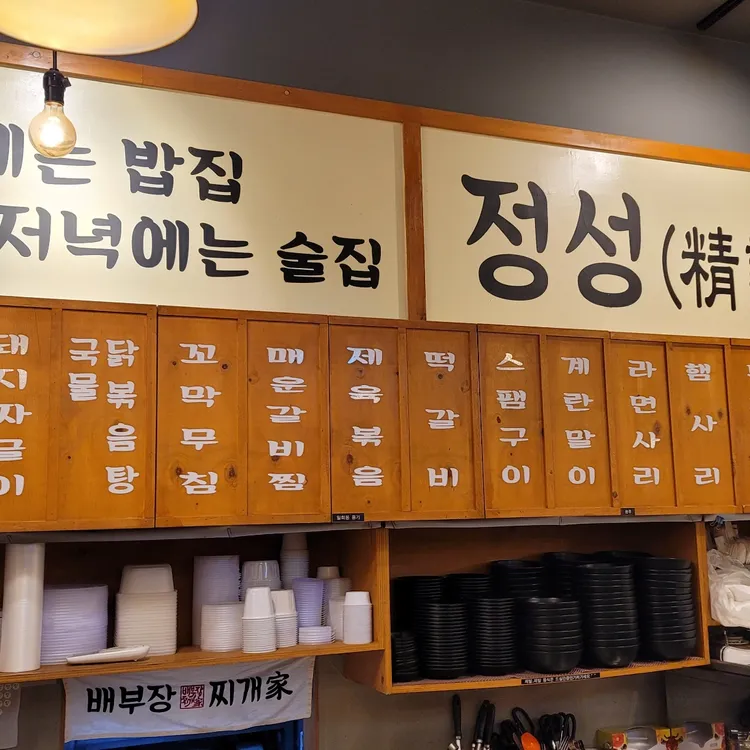 에는 밥집
저녁에는 술집
정성(精
돼지자글이
국물닭볶음탕
꼬막무침
매운갈비찜
제육볶음
떡갈비
스팸구이
계란말이
라면사리
햄사리
배부장 찌개家